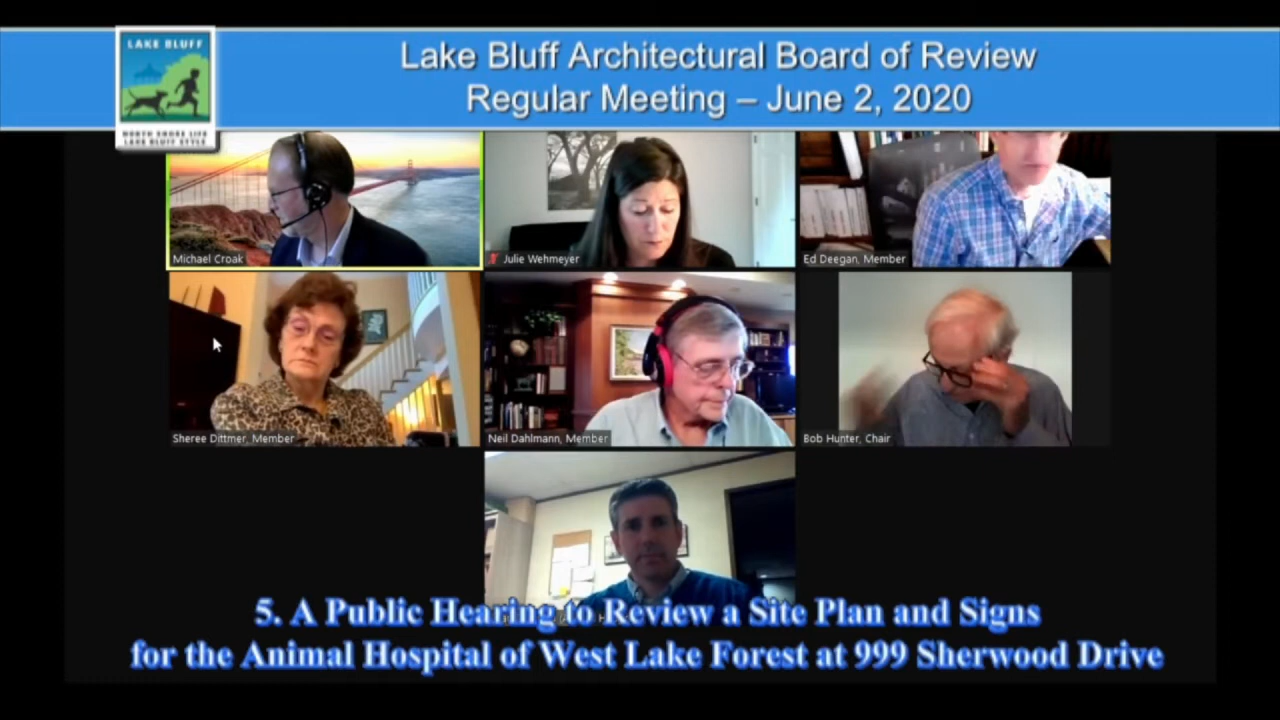 LAKE BLUFF
NORTH SHORE LIFE
LAKE BLUFF STYLE
Lake Bluff Architectural Board of Review
Regular Meeting – June 2, 2020
Michael Croak
Julie Wehmeyer
Ed Deegan, Member
Sheree Dittmer, Member
Neil Dahlmann, Member
Bob Hunter, Chair
5. A Public Hearing to Review a Site Plan and Signs
for the Animal Hospital of West Lake Forest at 999 Sherwood Drive